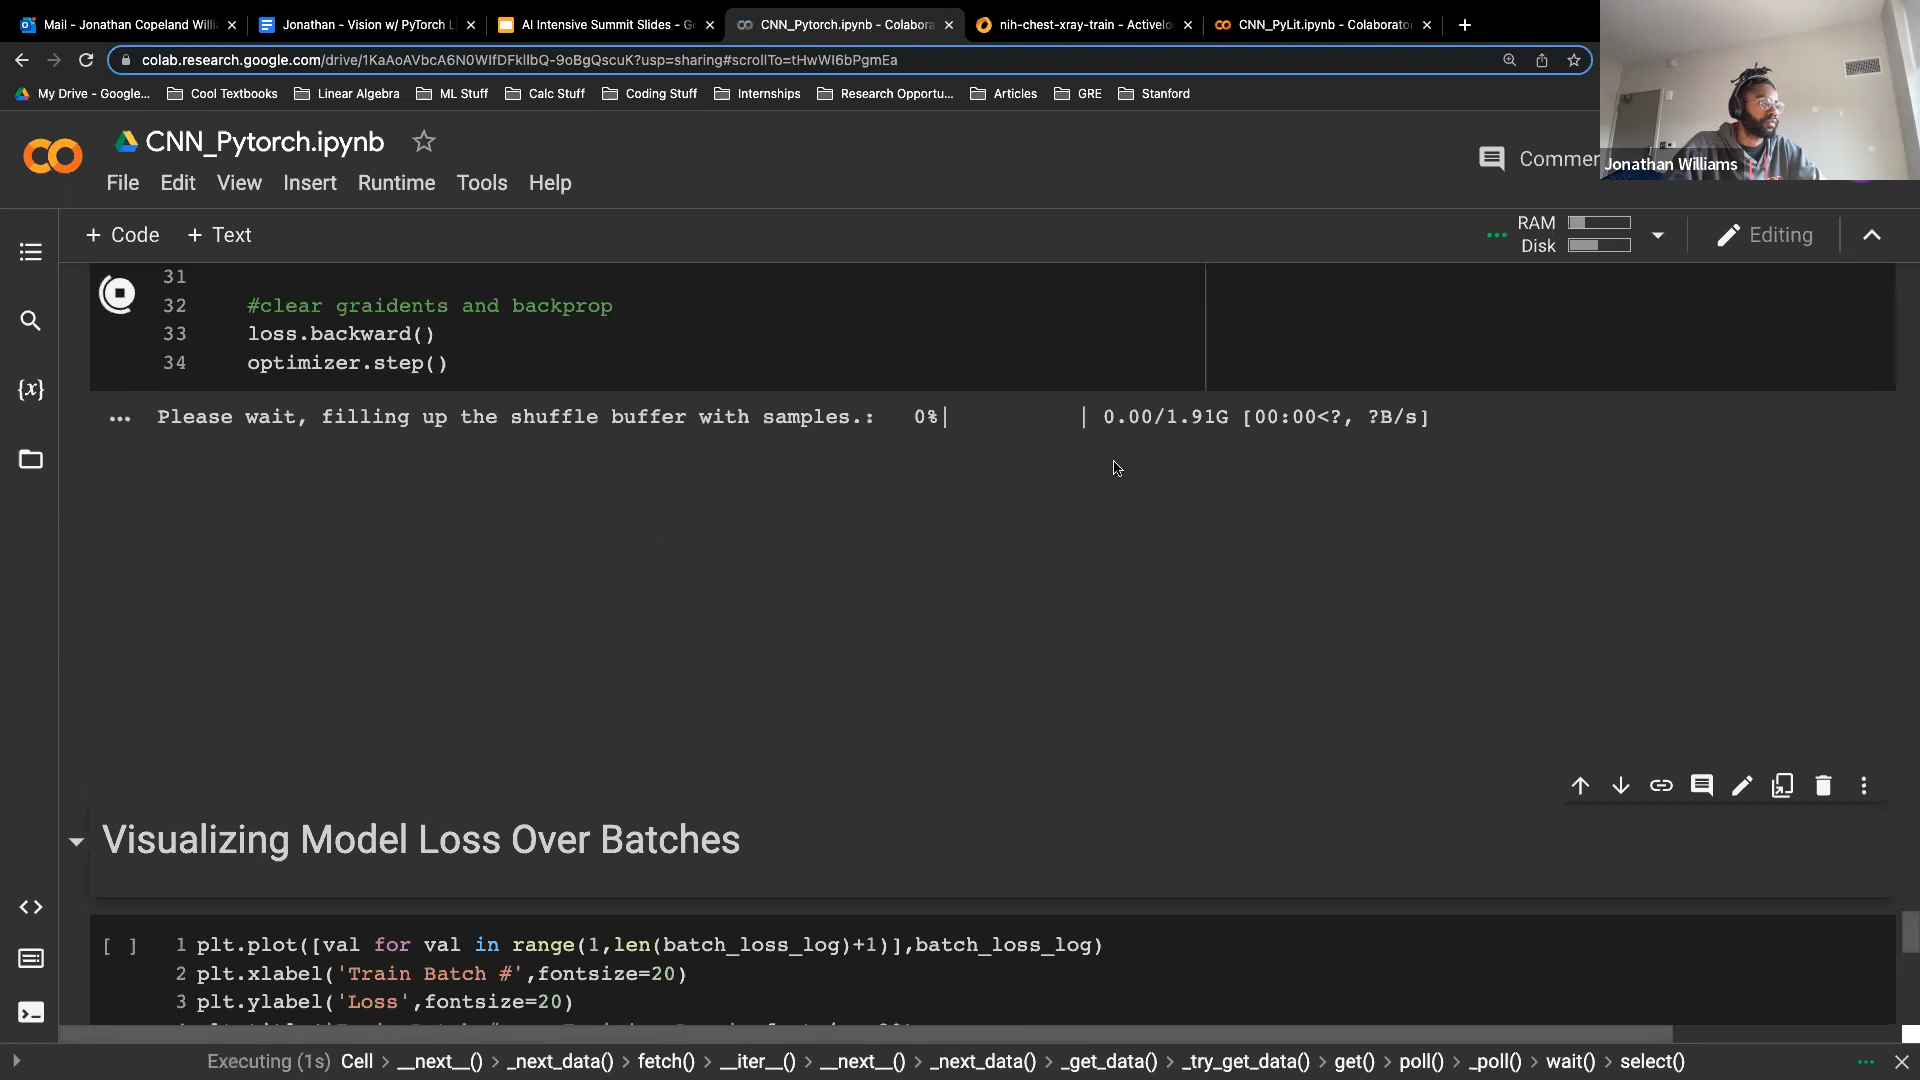 Mail - Jonathan Copeland Willi
Jonathan - Vision w/ PyTorch L
AI Intensive Summit Slides - G
CNN_Pytorch.ipynb - Colabora
nih-chest-xray-train - Activelo
CNN_PyLit.ipynb - Colaborato
colab.research.google.com/drive/1KaAoAVbcA6N0WIfDFklIbQ-9oBgQscuK?usp=sharing#scrollTo=tHwWI6bPgmEa
My Drive - Google...
Cool Textbooks
Linear Algebra
ML Stuff
Calc Stuff
Coding Stuff
Internships
Research Opportu...
Articles
GRE
Stanford
CNN_Pytorch.ipynb
Commen
Jonathan Williams
File Edit View Insert Runtime Tools Help
+ Code + Text
RAM
Disk
Editing
31
32 #clear graidents and backprop
33 loss.backward()
34 optimizer.step()
... Please wait, filling up the shuffle buffer with samples.: 0%| | 0.00/1.91G [00:00<?, ?B/s]
Visualizing Model Loss Over Batches
[ ] 1 plt.plot([val for val in range(1,len(batch_loss_log)+1)],batch_loss_log)
2 plt.xlabel('Train Batch #',fontsize=20)
3 plt.ylabel('Loss',fontsize=20)
Executing (1s) Cell > __next__() > _next_data() > fetch() > __iter__() > __next__() > _next_data() > _get_data() > _try_get_data() > get() > poll() > _poll() > wait() > select()